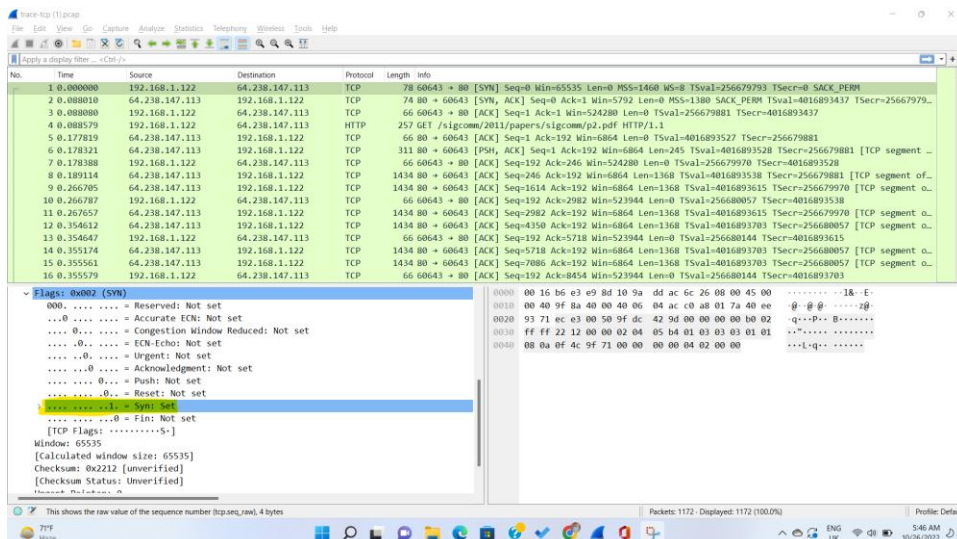 trace-tcp (1).pcap
File Edit View Go Capture Analyze Statistics Telephony Wireless Tools Help
Apply a display filter ... <Ctrl-/>
No. Time Source Destination Protocol Length Info
1 0.000000 192.168.1.122 64.238.147.113 TCP 78 60643 → 80 [SYN] Seq=0 Win=65535 Len=0 MSS=1460 WS=8 TSval=256679793 TSecr=0 SACK_PERM
2 0.088010 64.238.147.113 192.168.1.122 TCP 74 80 → 60643 [SYN, ACK] Seq=0 Ack=1 Win=5792 Len=0 MSS=1380 SACK_PERM TSval=4016893437 TSecr=25667979…
3 0.088080 192.168.1.122 64.238.147.113 TCP 66 60643 → 80 [ACK] Seq=1 Ack=1 Win=524280 Len=0 TSval=256679881 TSecr=4016893437
4 0.088579 192.168.1.122 64.238.147.113 HTTP 257 GET /sigcomm/2011/papers/sigcomm/p2.pdf HTTP/1.1
5 0.177819 64.238.147.113 192.168.1.122 TCP 66 80 → 60643 [ACK] Seq=1 Ack=192 Win=6864 Len=0 TSval=4016893527 TSecr=256679881
6 0.178321 64.238.147.113 192.168.1.122 TCP 311 80 → 60643 [PSH, ACK] Seq=1 Ack=192 Win=6864 Len=245 TSval=4016893528 TSecr=256679881 [TCP segment …
7 0.178388 192.168.1.122 64.238.147.113 TCP 66 60643 → 80 [ACK] Seq=192 Ack=246 Win=524280 Len=0 TSval=256679970 TSecr=4016893528
8 0.189114 64.238.147.113 192.168.1.122 TCP 1434 80 → 60643 [ACK] Seq=246 Ack=192 Win=6864 Len=1368 TSval=4016893538 TSecr=256679881 [TCP segment of…
9 0.266705 64.238.147.113 192.168.1.122 TCP 1434 80 → 60643 [ACK] Seq=1614 Ack=192 Win=6864 Len=1368 TSval=4016893615 TSecr=256679970 [TCP segment o…
10 0.266787 192.168.1.122 64.238.147.113 TCP 66 60643 → 80 [ACK] Seq=192 Ack=2982 Win=523944 Len=0 TSval=256680057 TSecr=4016893538
11 0.267657 64.238.147.113 192.168.1.122 TCP 1434 80 → 60643 [ACK] Seq=2982 Ack=192 Win=6864 Len=1368 TSval=4016893615 TSecr=256679970 [TCP segment o…
12 0.354612 64.238.147.113 192.168.1.122 TCP 1434 80 → 60643 [ACK] Seq=4350 Ack=192 Win=6864 Len=1368 TSval=4016893703 TSecr=256680057 [TCP segment o…
13 0.354647 192.168.1.122 64.238.147.113 TCP 66 60643 → 80 [ACK] Seq=192 Ack=5718 Win=523944 Len=0 TSval=256680144 TSecr=4016893615
14 0.355174 64.238.147.113 192.168.1.122 TCP 1434 80 → 60643 [ACK] Seq=5718 Ack=192 Win=6864 Len=1368 TSval=4016893703 TSecr=256680057 [TCP segment o…
15 0.355561 64.238.147.113 192.168.1.122 TCP 1434 80 → 60643 [ACK] Seq=7086 Ack=192 Win=6864 Len=1368 TSval=4016893703 TSecr=256680057 [TCP segment o…
16 0.355579 192.168.1.122 64.238.147.113 TCP 66 60643 → 80 [ACK] Seq=192 Ack=8454 Win=523944 Len=0 TSval=256680144 TSecr=4016893703
Flags: 0x002 (SYN)
000. .... .... = Reserved: Not set
...0 .... .... = Accurate ECN: Not set
.... 0... .... = Congestion Window Reduced: Not set
.... .0.. .... = ECN-Echo: Not set
.... ..0. .... = Urgent: Not set
.... ...0 .... = Acknowledgment: Not set
.... .... 0... = Push: Not set
.... .... .0.. = Reset: Not set
.... .... ..1. = Syn: Set
.... .... ...0 = Fin: Not set
[TCP Flags: ··········S·]
Window: 65535
[Calculated window size: 65535]
Checksum: 0x2212 [unverified]
[Checksum Status: Unverified]
Urgent Pointer: 0
0000 00 16 b6 e3 e9 8d 10 9a dd ac 6c 26 08 00 45 00 ········ ··l&··E·
0010 00 40 9f 8a 40 00 40 06 04 ac c0 a8 01 7a 40 ee ·@··@·@· ·····z@·
0020 93 71 ec e3 00 50 9f dc 42 9d 00 00 00 00 b0 02 ·q···P·· B·······
0030 ff ff 22 12 00 00 02 04 05 b4 01 03 03 03 01 01 ··"····· ········
0040 08 0a 0f 4c 9f 71 00 00 00 00 04 02 00 00 ···L·q·· ······
This shows the raw value of the sequence number (tcp.seq_raw), 4 bytes
Packets: 1172 · Displayed: 1172 (100.0%)
Profile: Defa
71°F
Haze
ENG
UK
5:46 AM
10/26/2022